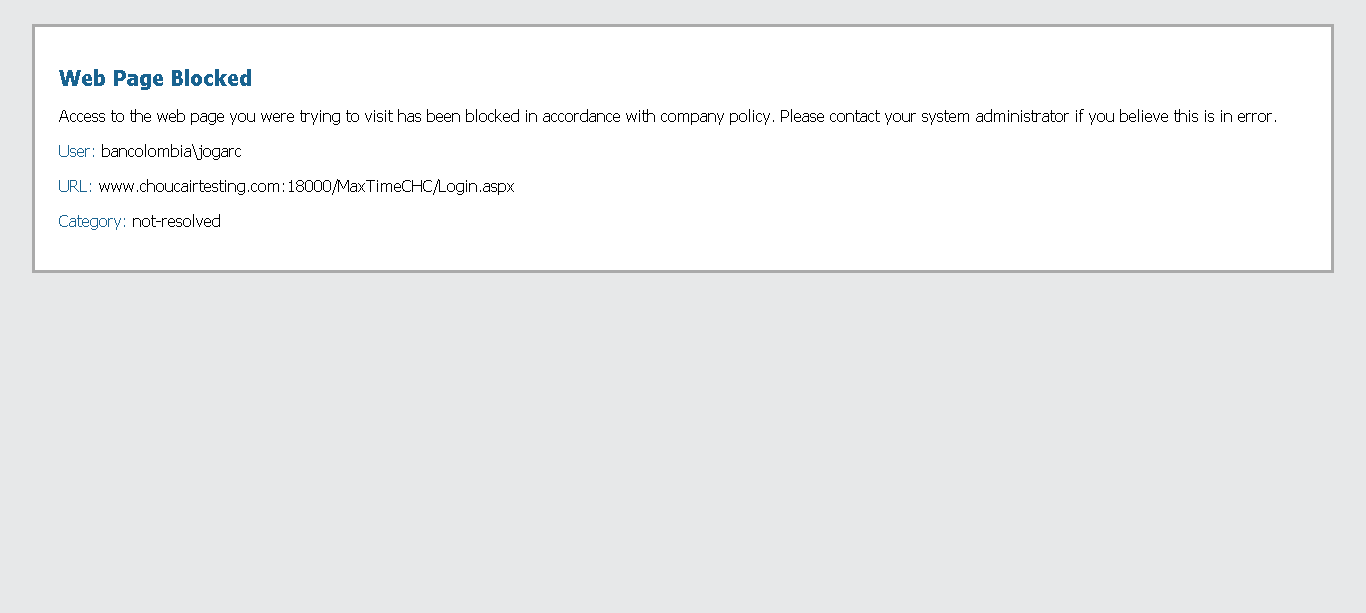 Web Page Blocked
Access to the web page you were trying to visit has been blocked in accordance with company policy. Please contact your system administrator if you believe this is in error.
User: bancolombia\jogarc
URL: www.choucairtesting.com:18000/MaxTimeCHC/Login.aspx
Category: not-resolved